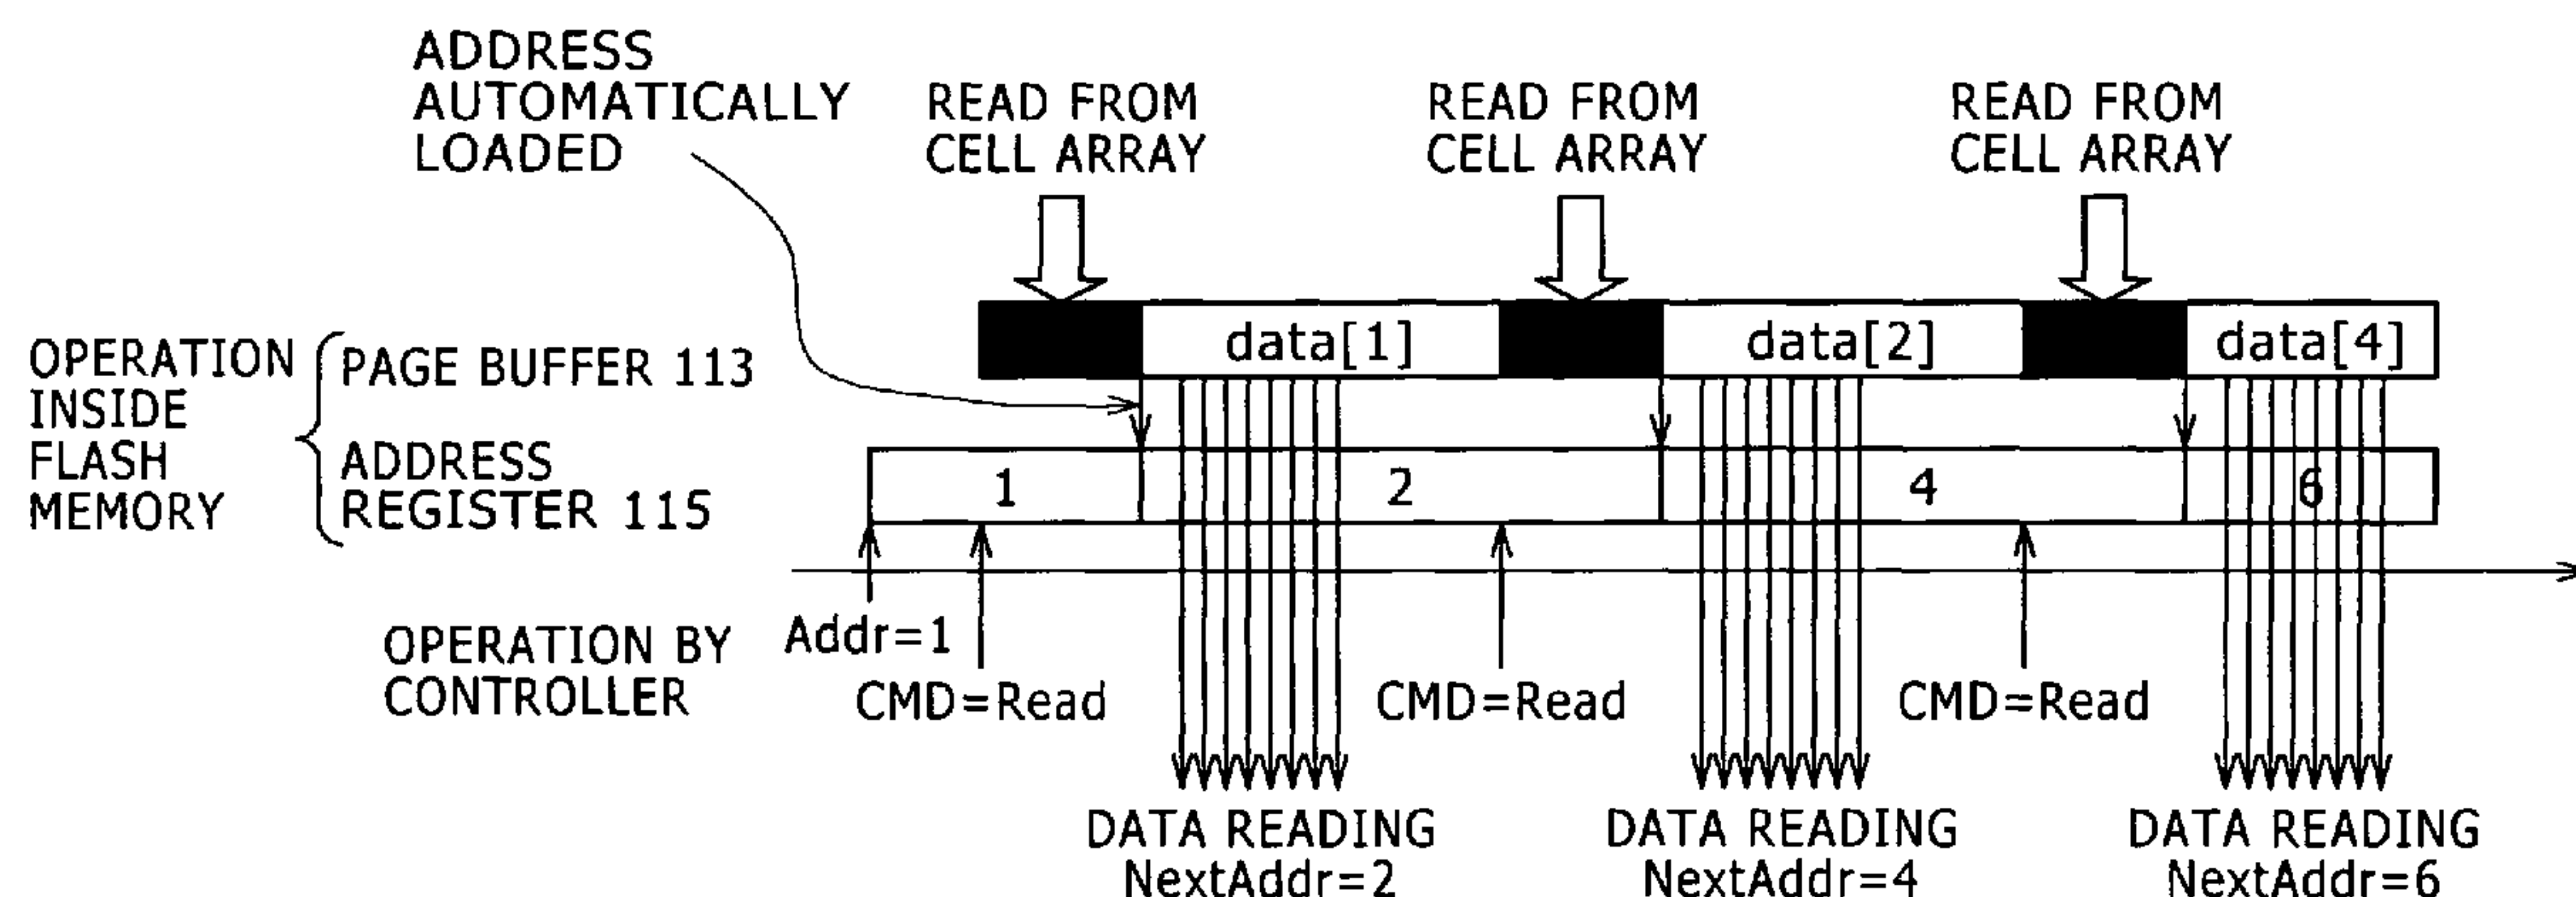 ADDRESS
AUTOMATICALLY
LOADED
READ FROM
CELL ARRAY
READ FROM
CELL ARRAY
READ FROM
CELL ARRAY
OPERATION
INSIDE
FLASH
MEMORY
PAGE BUFFER 113
data[1]
data[2]
data[4]
ADDRESS
REGISTER 115
1
2
4
6
OPERATION BY
CONTROLLER
Addr=1
CMD=Read
CMD=Read
CMD=Read
DATA READING
NextAddr=2
DATA READING
NextAddr=4
DATA READING
NextAddr=6